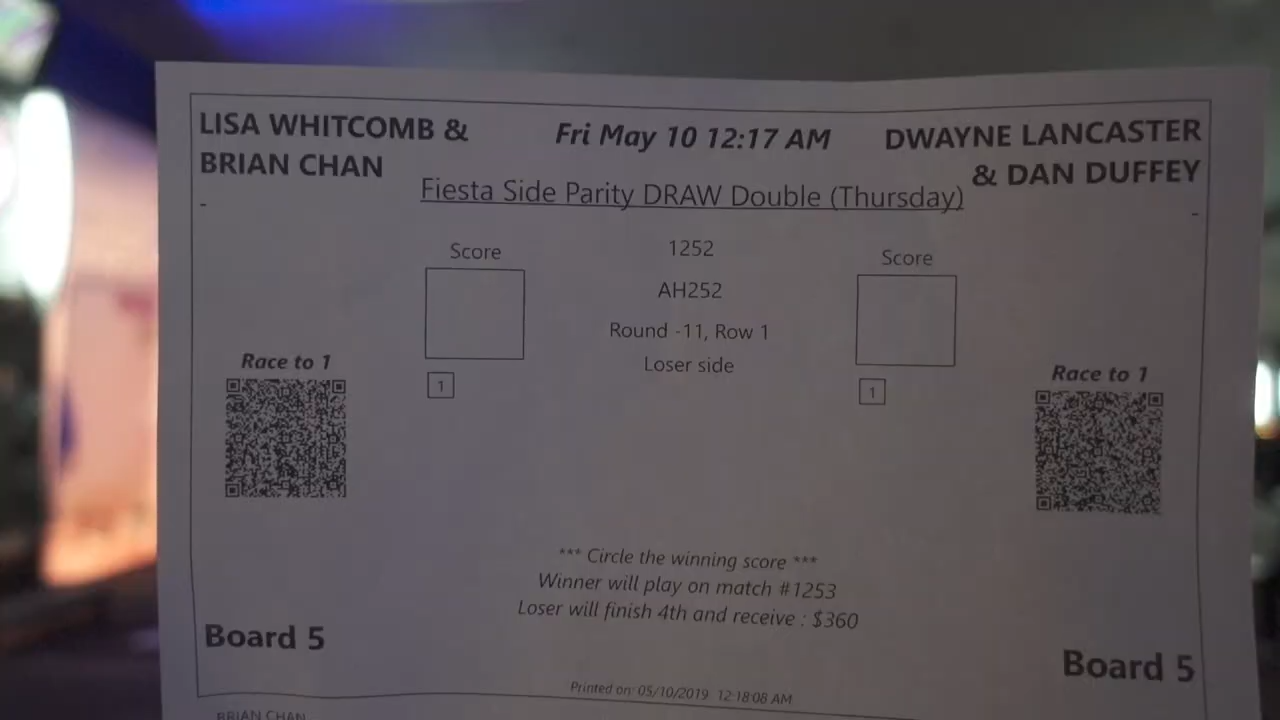 LISA WHITCOMB &
BRIAN CHAN
-
Fri May 10 12:17 AM
DWAYNE LANCASTER
& DAN DUFFEY
-
Fiesta Side Parity DRAW Double (Thursday)
Score
1252
Score
AH252
Round -11, Row 1
Loser side
Race to 1
1
1
Race to 1
*** Circle the winning score ***
Winner will play on match #1253
Loser will finish 4th and receive : $360
Board 5
Board 5
Printed on: 05/10/2019 12:18:08 AM
BRIAN CHAN